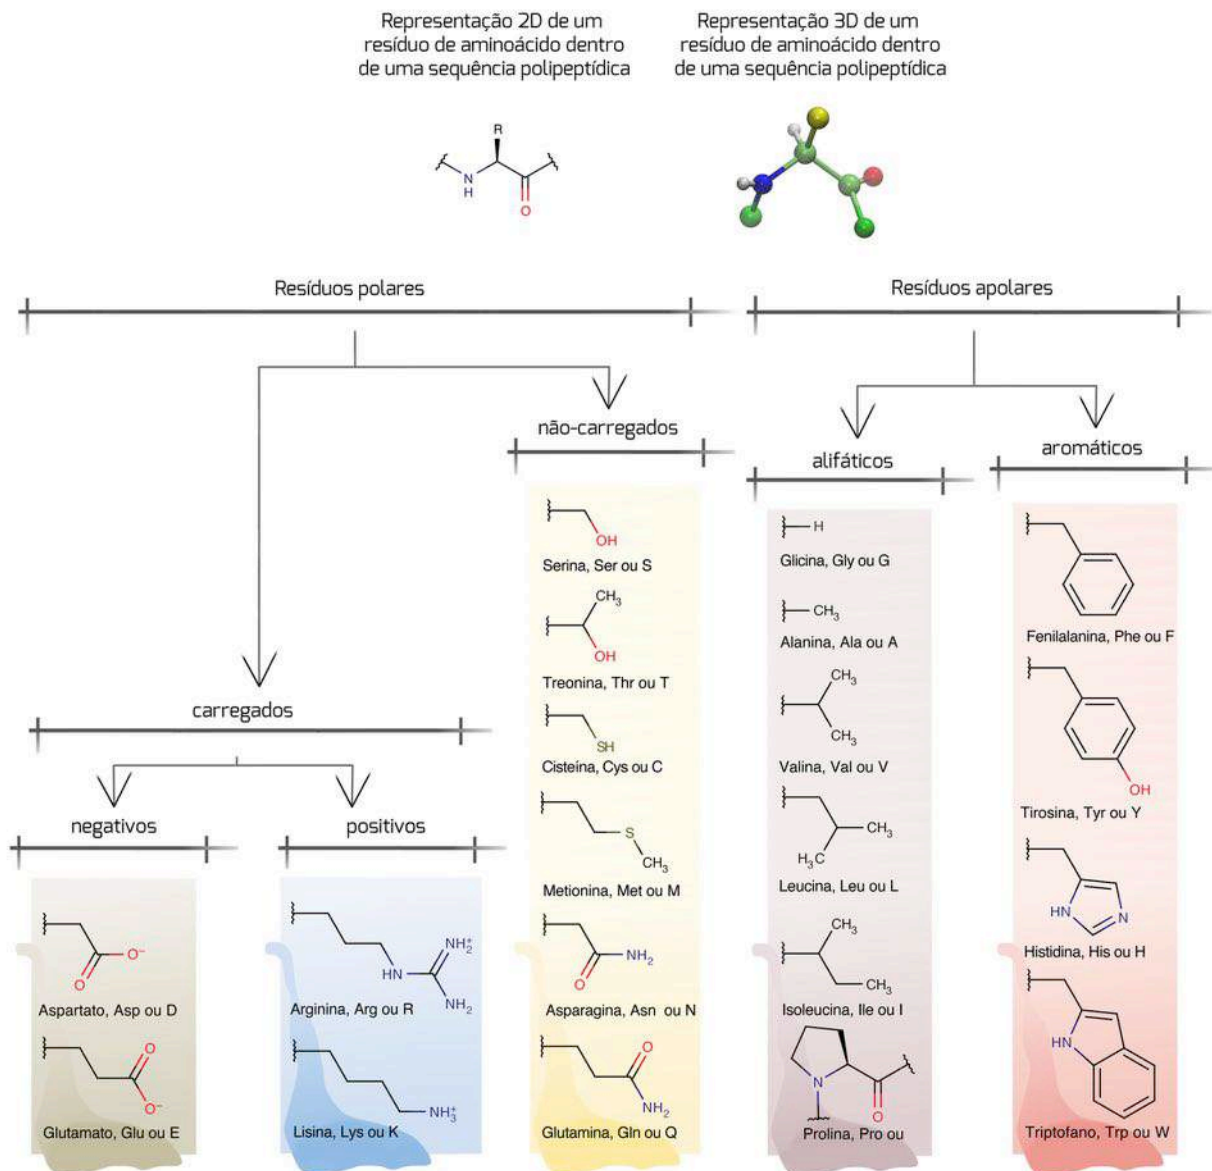 Representação 2D de um
resíduo de aminoácido dentro
de uma sequência polipeptídica
Representação 3D de um
resíduo de aminoácido dentro
de uma sequência polipeptídica
R
N
H
O
Resíduos polares
Resíduos apolares
não-carregados
alifáticos
aromáticos
carregados
negativos
positivos
O⁻
O
Aspartato, Asp ou D
O
O⁻
Glutamato, Glu ou E
NH₂⁺
HN
NH₂
Arginina, Arg ou R
NH₃⁺
Lisina, Lys ou K
OH
Serina, Ser ou S
CH₃
OH
Treonina, Thr ou T
SH
Cisteína, Cys ou C
S
CH₃
Metionina, Met ou M
NH₂
O
Asparagina, Asn ou N
O
NH₂
Glutamina, Gln ou Q
H
Glicina, Gly ou G
CH₃
Alanina, Ala ou A
CH₃
CH₃
Valina, Val ou V
CH₃
H₃C
Leucina, Leu ou L
CH₃
CH₃
Isoleucina, Ile ou I
N
O
Prolina, Pro ou
Fenilalanina, Phe ou F
OH
Tirosina, Tyr ou Y
HN
N
Histidina, His ou H
HN
Triptofano, Trp ou W